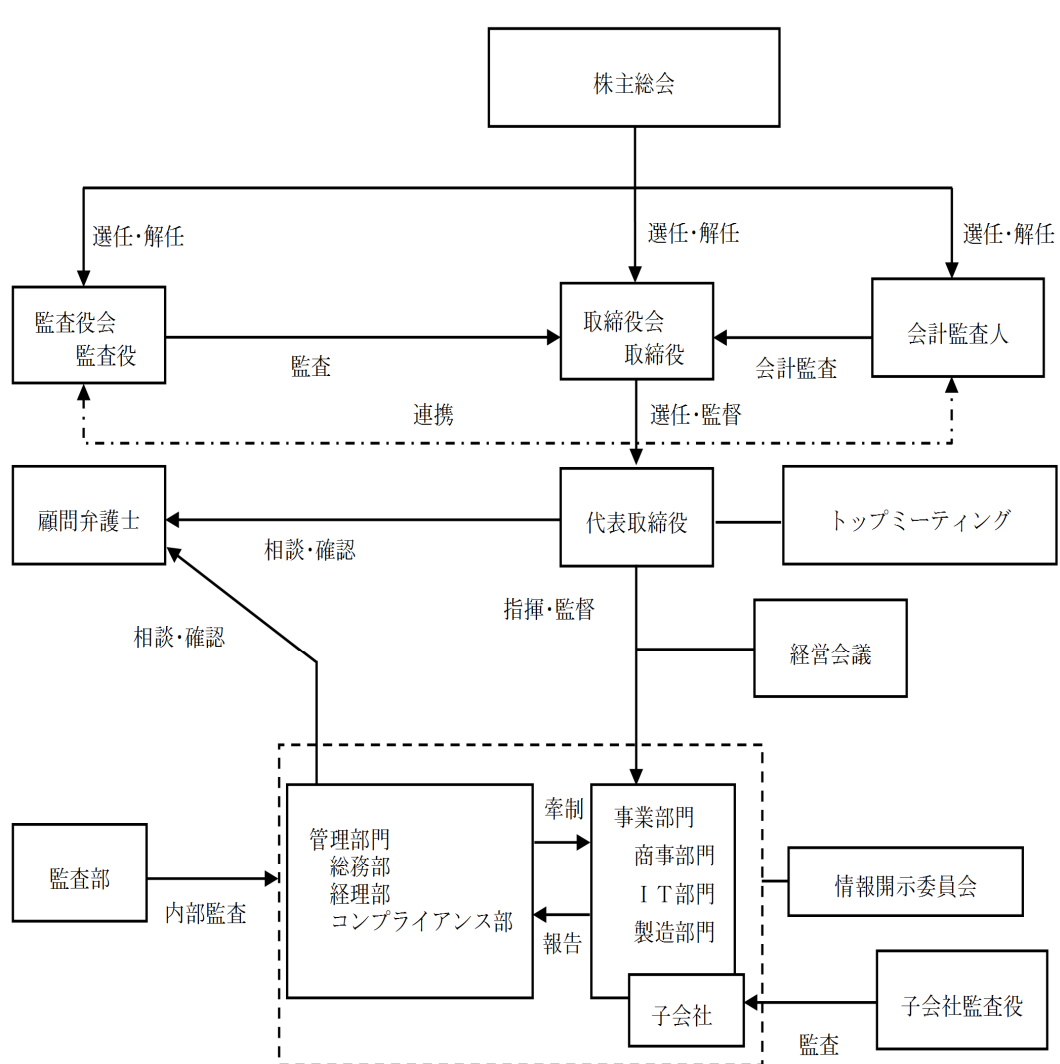 株主総会
選任･解任
選任･解任
選任･解任
監査役会
監査役
取締役会
取締役
会計監査人
監査
会計監査
連携
選任･監督
顧問弁護士
代表取締役
トップミーティング
相談･確認
指揮･監督
相談･確認
経営会議
牽制
事業部門
管理部門
総務部
経理部
コンプライアンス部
商事部門
ＩＴ部門
製造部門
監査部
内部監査
報告
情報開示委員会
子会社
子会社監査役
監査